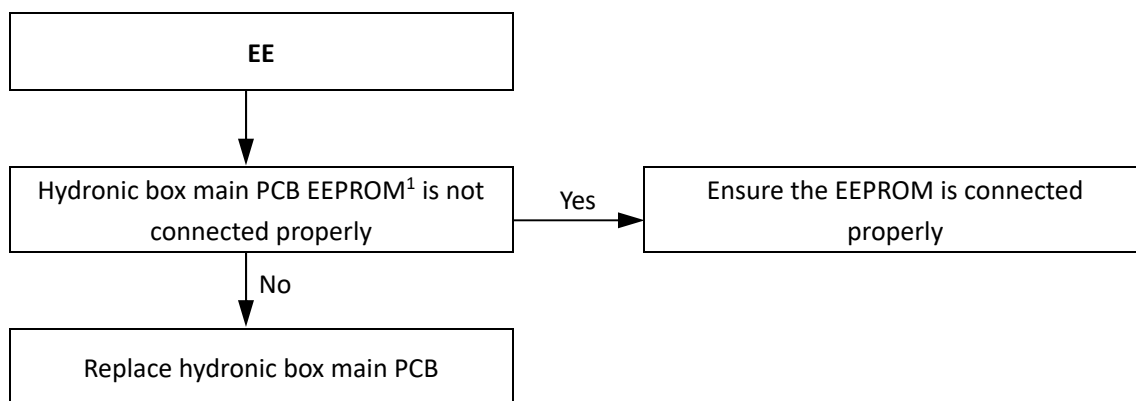 EE
Hydronic box main PCB EEPROM¹ is not
connected properly
Yes
Ensure the EEPROM is connected
properly
No
Replace hydronic box main PCB